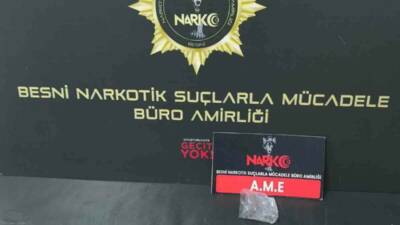 NARKO
BESNİ
BESNİ NARKOTİK SUÇLARLA MÜCADELE
BÜRO AMİRLİĞİ
GEÇİT
YOK!
NARKO
BESNİ NARKOTİK SUÇLARLA MÜCADELE BÜRO AMİRLİĞİ
A.M.E